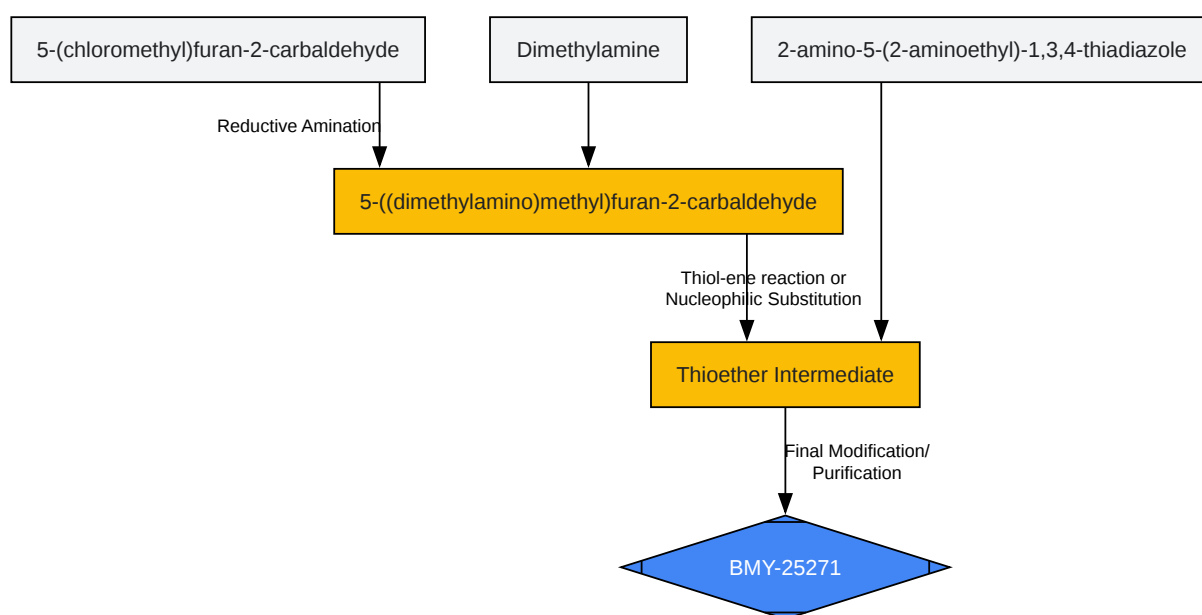 5-(chloromethyl)furan-2-carbaldehyde
Dimethylamine
2-amino-5-(2-aminoethyl)-1,3,4-thiadiazole
Reductive Amination
5-((dimethylamino)methyl)furan-2-carbaldehyde
Thiol-ene reaction or
Nucleophilic Substitution
Thioether Intermediate
Final Modification/
Purification
BMY-25271